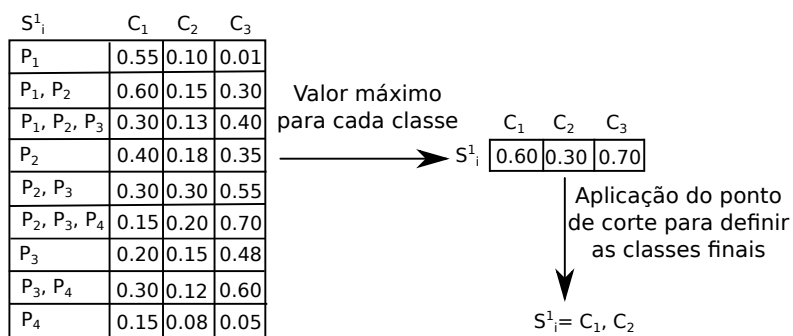 S¹ᵢ C₁ C₂ C₃
P₁ 0.55 0.10 0.01
P₁, P₂ 0.60 0.15 0.30
P₁, P₂, P₃ 0.30 0.13 0.40
P₂ 0.40 0.18 0.35
P₂, P₃ 0.30 0.30 0.55
P₂, P₃, P₄ 0.15 0.20 0.70
P₃ 0.20 0.15 0.48
P₃, P₄ 0.30 0.12 0.60
P₄ 0.15 0.08 0.05
Valor máximo
para cada classe
C₁ C₂ C₃
S¹ᵢ 0.60 0.30 0.70
Aplicação do ponto
de corte para definir
as classes finais
S¹ᵢ= C₁, C₂